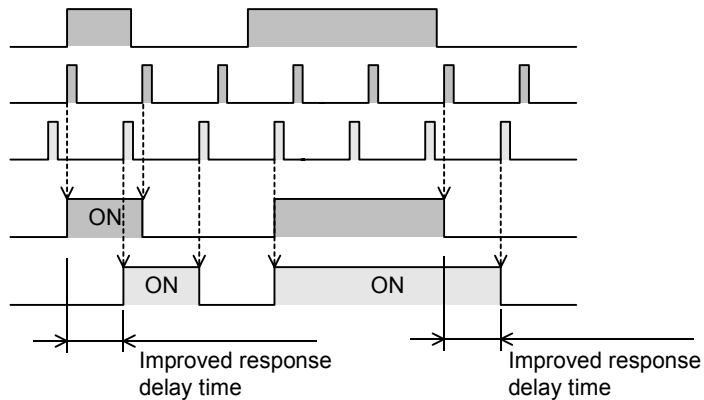 ON
ON
ON
Improved response
delay time
Improved response
delay time